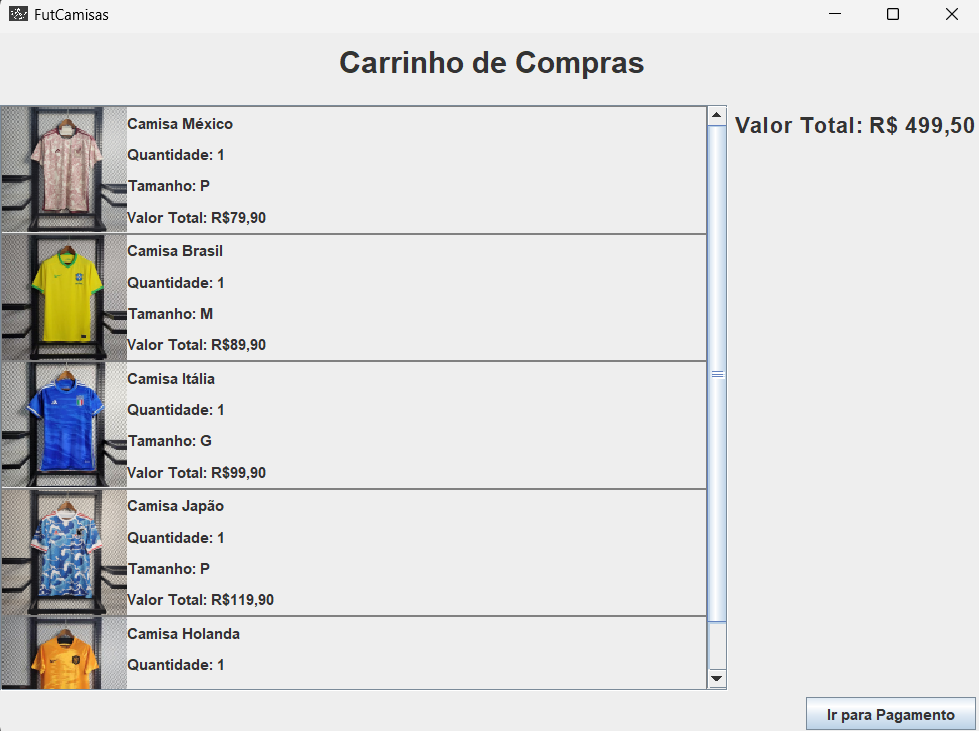 FutCamisas
Carrinho de Compras
Camisa México
Quantidade: 1
Tamanho: P
Valor Total: R$79,90
Camisa Brasil
Quantidade: 1
Tamanho: M
Valor Total: R$89,90
Camisa Itália
Quantidade: 1
Tamanho: G
Valor Total: R$99,90
Camisa Japão
Quantidade: 1
Tamanho: P
Valor Total: R$119,90
Camisa Holanda
Quantidade: 1
Valor Total: R$ 499,50
Ir para Pagamento